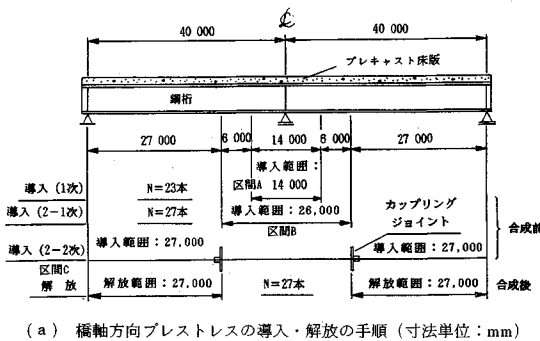 ℄
40 000 40 000
プレキャスト床版
鋼桁
27 000 6 000 14 000 6 000 27 000
導入範囲：
区間A 14 000
導入 (1次) N=23本
導入 (2-1次) N=27本 導入範囲：26,000
区間B
カップリング
ジョイント
合成前
導入 (2-2次) 導入範囲：27,000 導入範囲：27,000
区間C
解放 解放範囲：27,000 N=27本 解放範囲：27,000 合成後
(a) 橋軸方向プレストレスの導入・解放の手順（寸法単位：mm）